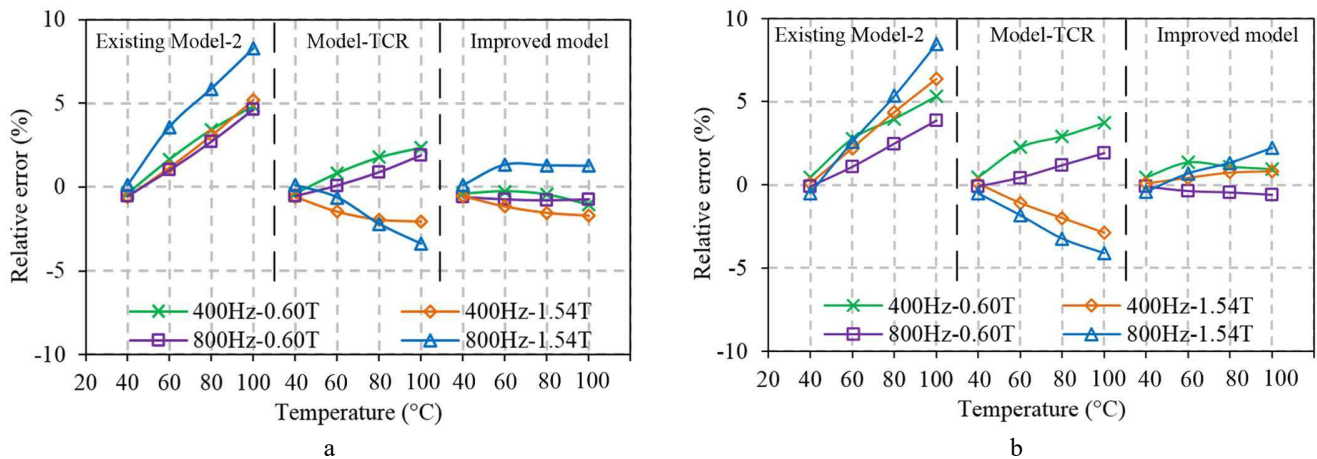 10
Existing Model-2 Model-TCR Improved model
5
0
-5
-10
Relative error (%)
400Hz-0.60T 400Hz-1.54T
800Hz-0.60T 800Hz-1.54T
20 40 60 80 100 40 60 80 100 40 60 80 100
Temperature (°C)
a
10
Existing Model-2 Model-TCR Improved model
5
0
-5
-10
Relative error (%)
400Hz-0.60T 400Hz-1.54T
800Hz-0.60T 800Hz-1.54T
20 40 60 80 100 40 60 80 100 40 60 80 100
Temperature (°C)
b